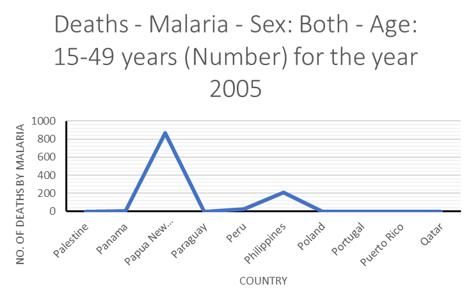 Deaths - Malaria - Sex: Both - Age:
15-49 years (Number) for the year
2005
NO. OF DEATHS BY MALARIA
1000
800
600
400
200
0
Palestine
Panama
Papua New...
Paraguay
Peru
Philippines
Poland
Portugal
Puerto Rico
Qatar
COUNTRY